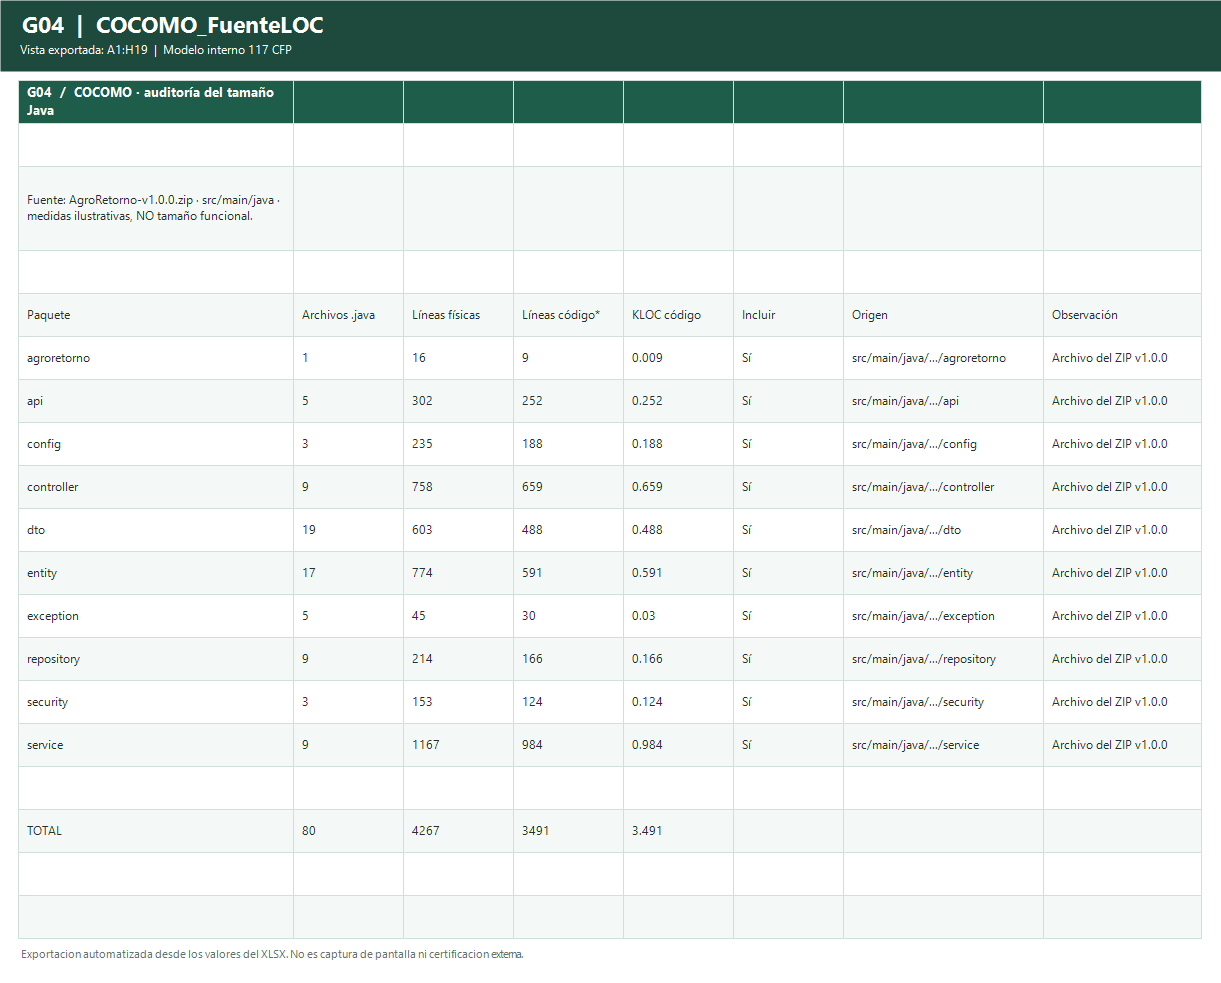 G04 | COCOMO_FuenteLOC
Vista exportada: A1:H19 | Modelo interno 117 CFP
G04 / COCOMO · auditoría del tamaño
Java
Fuente: AgroRetorno-v1.0.0.zip · src/main/java ·
medidas ilustrativas, NO tamaño funcional.
Paquete Archivos .java Líneas físicas Líneas código* KLOC código Incluir Origen Observación
agroretorno 1 16 9 0.009 Sí src/main/java/.../agroretorno Archivo del ZIP v1.0.0
api 5 302 252 0.252 Sí src/main/java/.../api Archivo del ZIP v1.0.0
config 3 235 188 0.188 Sí src/main/java/.../config Archivo del ZIP v1.0.0
controller 9 758 659 0.659 Sí src/main/java/.../controller Archivo del ZIP v1.0.0
dto 19 603 488 0.488 Sí src/main/java/.../dto Archivo del ZIP v1.0.0
entity 17 774 591 0.591 Sí src/main/java/.../entity Archivo del ZIP v1.0.0
exception 5 45 30 0.03 Sí src/main/java/.../exception Archivo del ZIP v1.0.0
repository 9 214 166 0.166 Sí src/main/java/.../repository Archivo del ZIP v1.0.0
security 3 153 124 0.124 Sí src/main/java/.../security Archivo del ZIP v1.0.0
service 9 1167 984 0.984 Sí src/main/java/.../service Archivo del ZIP v1.0.0
TOTAL 80 4267 3491 3.491
Exportacion automatizada desde los valores del XLSX. No es captura de pantalla ni certificacion externa.